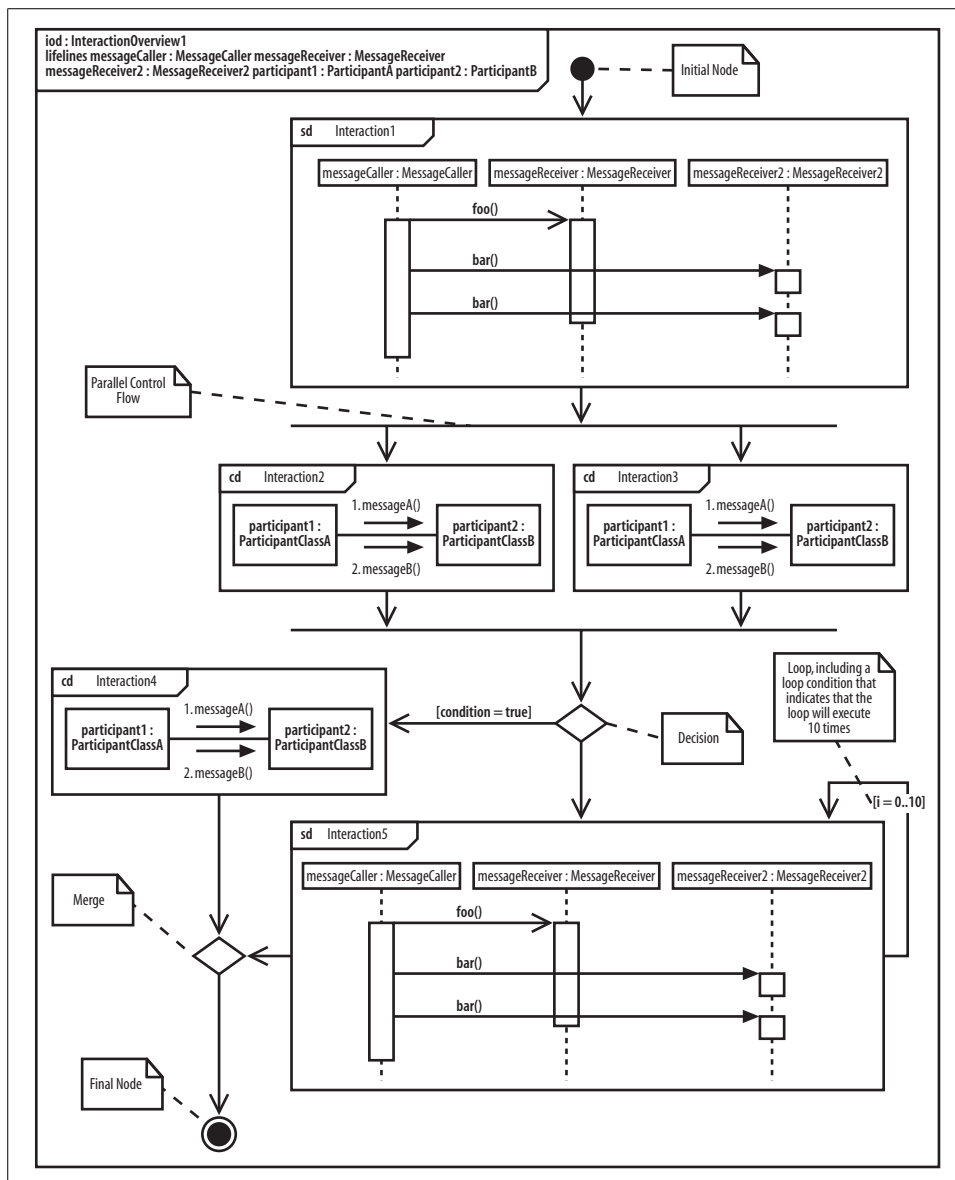 iod : InteractionOverview1
lifelines messageCaller : MessageCaller messageReceiver : MessageReceiver
messageReceiver2 : MessageReceiver2 participant1 : ParticipantA participant2 : ParticipantB
Initial Node
sd Interaction1
messageCaller : MessageCaller
messageReceiver : MessageReceiver
messageReceiver2 : MessageReceiver2
foo()
bar()
bar()
Parallel Control
Flow
cd Interaction2
1. messageA()
participant1 :
ParticipantClassA
participant2 :
ParticipantClassB
2. messageB()
cd Interaction3
1. messageA()
participant1 :
ParticipantClassA
participant2 :
ParticipantClassB
2. messageB()
cd Interaction4
1. messageA()
participant1 :
ParticipantClassA
participant2 :
ParticipantClassB
2. messageB()
[condition = true]
Decision
Loop, including a
loop condition that
indicates that the
loop will execute
10 times
[i = 0..10]
sd Interaction5
messageCaller : MessageCaller
messageReceiver : MessageReceiver
messageReceiver2 : MessageReceiver2
foo()
bar()
bar()
Merge
Final Node